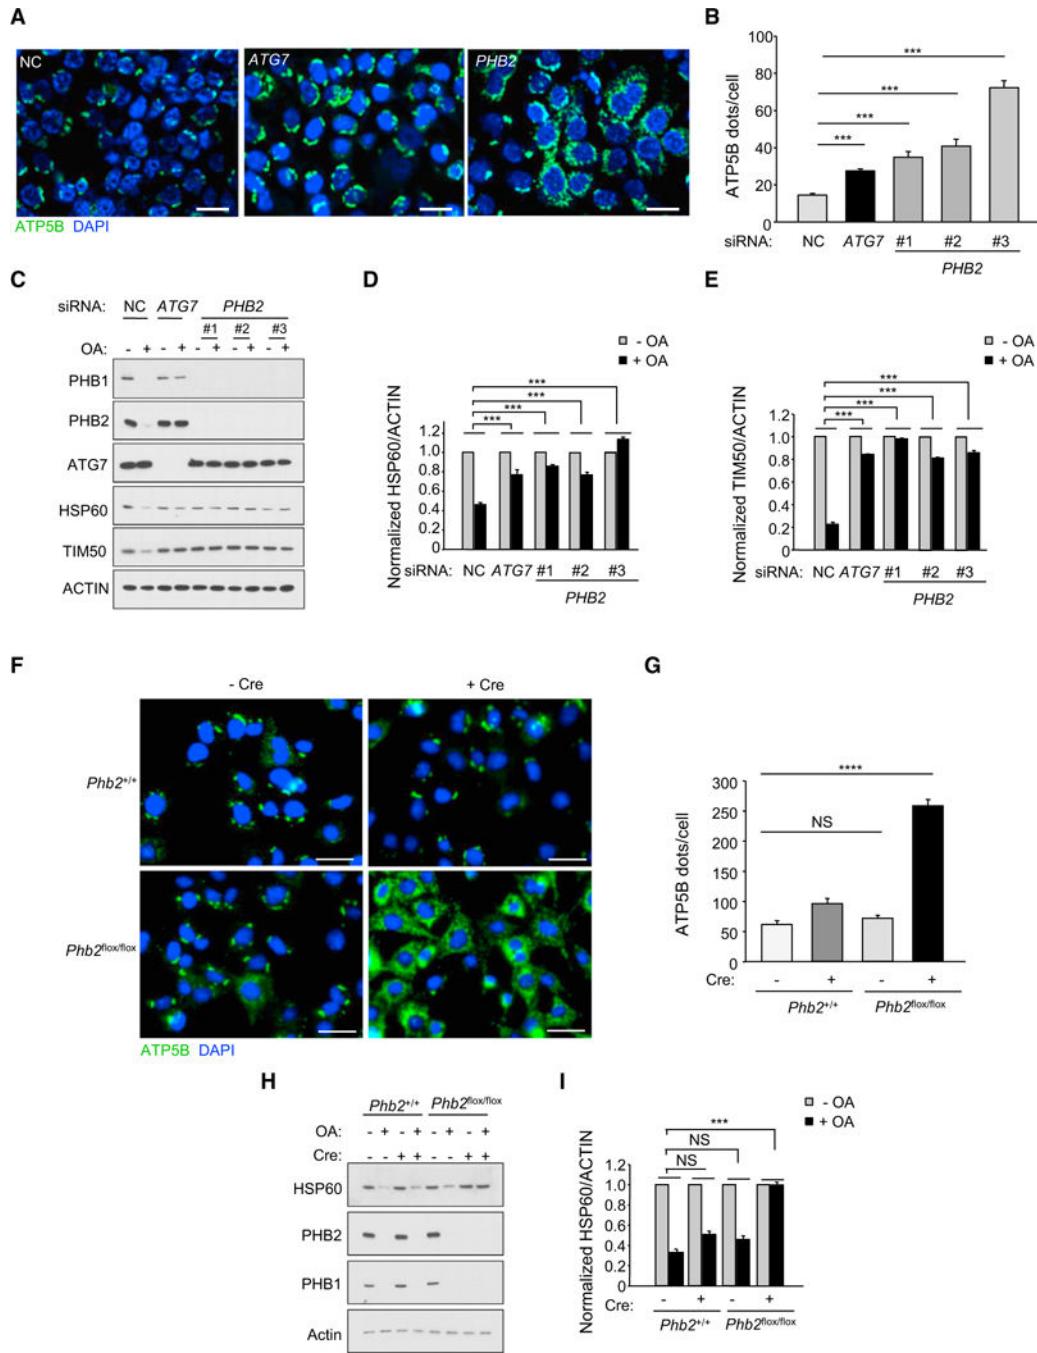 A
NC
ATG7
PHB2
ATP5B DAPI
B
ATP5B dots/cell
100
80
60
40
20
0
***
***
***
***
siRNA: NC ATG7 #1 #2 #3
PHB2
C
siRNA: NC ATG7 PHB2
#1 #2 #3
OA: - + - + - + - + - +
PHB1
PHB2
ATG7
HSP60
TIM50
ACTIN
D
- OA
+ OA
Normalized HSP60/ACTIN
***
***
***
***
1.2
1.0
0.8
0.6
0.4
0.2
0
siRNA: NC ATG7 #1 #2 #3
PHB2
E
- OA
+ OA
Normalized TIM50/ACTIN
***
***
***
***
1.2
1.0
0.8
0.6
0.4
0.2
0
siRNA: NC ATG7 #1 #2 #3
PHB2
F
- Cre + Cre
Phb2+/+
Phb2flox/flox
ATP5B DAPI
G
ATP5B dots/cell
300
250
200
150
100
50
0
****
NS
Cre: - + - +
Phb2+/+ Phb2flox/flox
H
Phb2+/+ Phb2flox/flox
OA: - + - + - + - +
Cre: - - + + - - + +
HSP60
PHB2
PHB1
Actin
I
- OA
+ OA
Normalized HSP60/ACTIN
***
NS
NS
1.2
1.0
0.8
0.6
0.4
0.2
0
Cre: - + - +
Phb2+/+ Phb2flox/flox